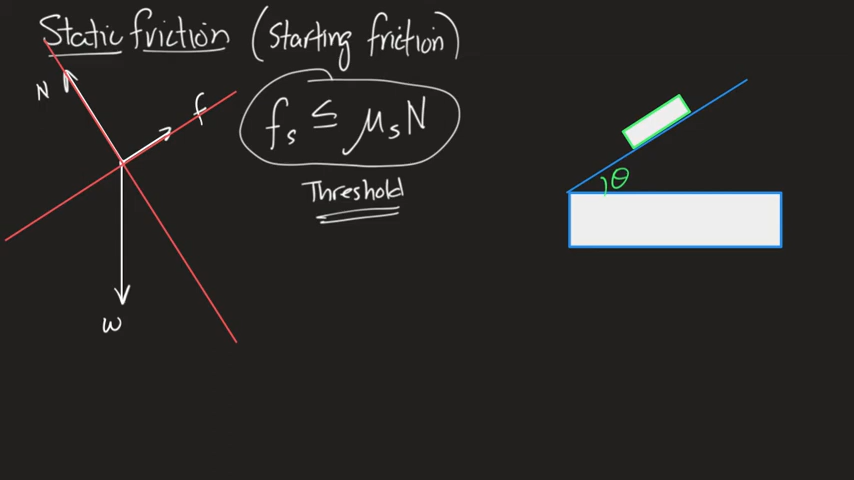 Static friction (Starting friction)
N
f
fs ≤ μsN
Threshold
θ
w